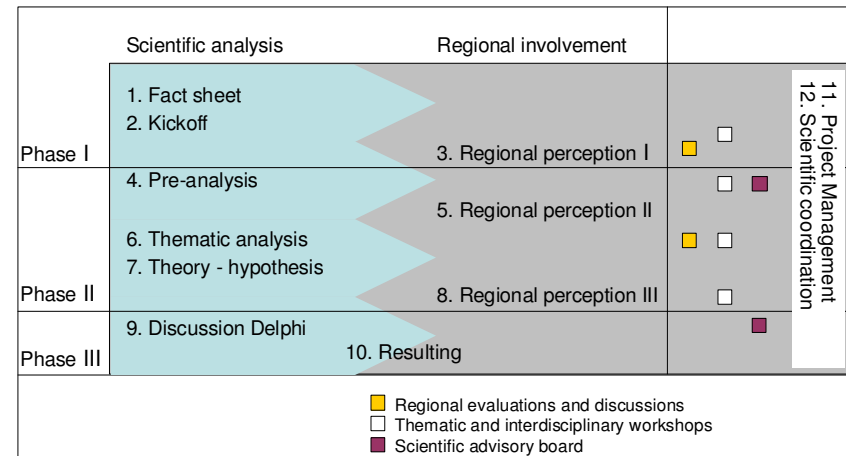 Scientific analysis
Regional involvement
1. Fact sheet
2. Kickoff
Phase I
3. Regional perception I
4. Pre-analysis
5. Regional perception II
6. Thematic analysis
7. Theory - hypothesis
Phase II
8. Regional perception III
9. Discussion Delphi
Phase III
10. Resulting
11. Project Management
12. Scientific coordination
Regional evaluations and discussions
Thematic and interdisciplinary workshops
Scientific advisory board